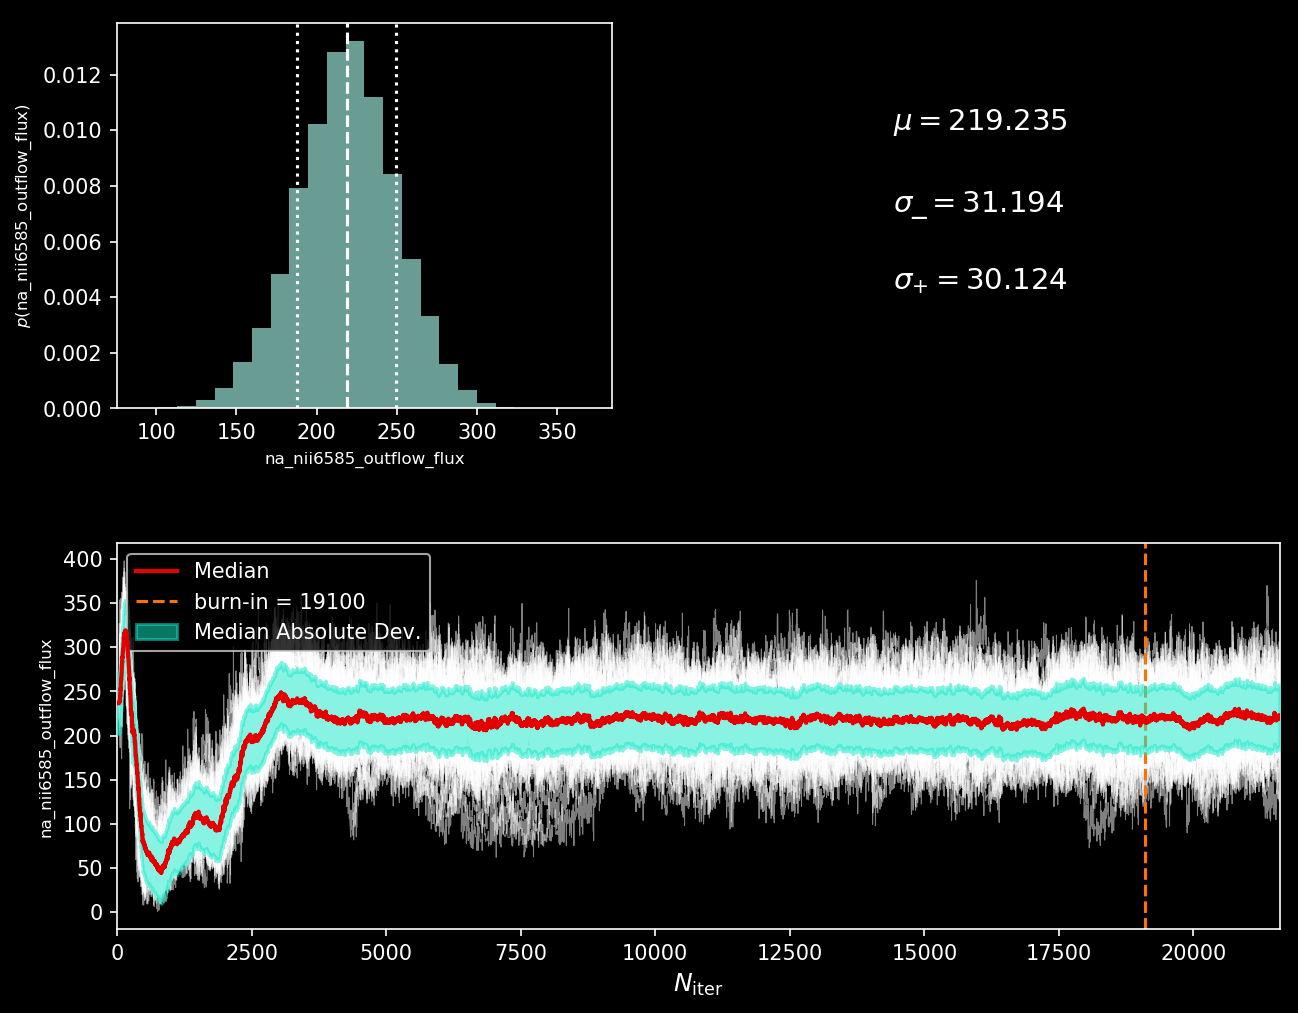 0.012
0.010
0.008
0.006
0.004
0.002
0.000
p(na_nii6585_outflow_flux)
100 150 200 250 300 350
na_nii6585_outflow_flux
μ = 219.235
σ₋ = 31.194
σ₊ = 30.124
400
350
300
250
200
150
100
50
0
na_nii6585_outflow_flux
Median
burn-in = 19100
Median Absolute Dev.
0 2500 5000 7500 10000 12500 15000 17500 20000
N_iter